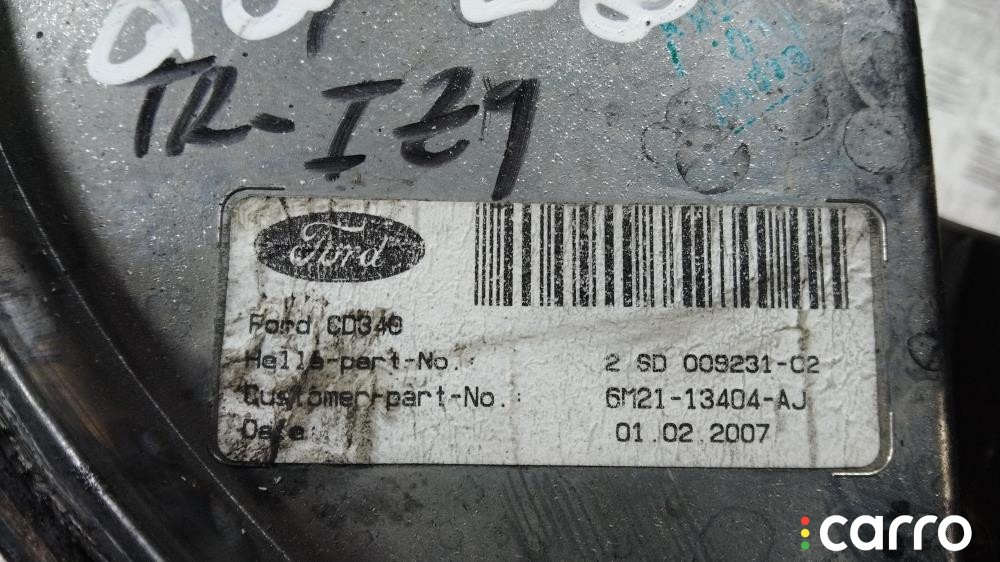 TR-IZ9
Ford
Ford CD340
Hella-part-No.: 2 SD 009231-02
Customer-part-No.: 6M21-13404-AJ
Date: 01.02.2007
carro